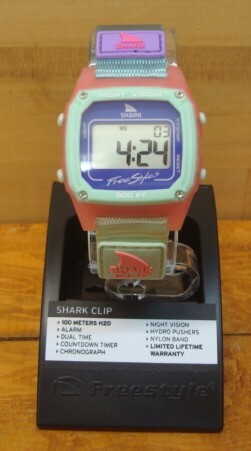 SHARK
NIGHT VISION
SHARK
WE 03
4:24
FreeStyle
300 FT
SHARK
SHARK CLIP
› 100 METERS H2O
› ALARM
› DUAL TIME
› COUNTDOWN TIMER
› CHRONOGRAPH
› NIGHT VISION
› HYDRO PUSHERS
› NYLON BAND
› LIMITED LIFETIME
WARRANTY
Freestyle